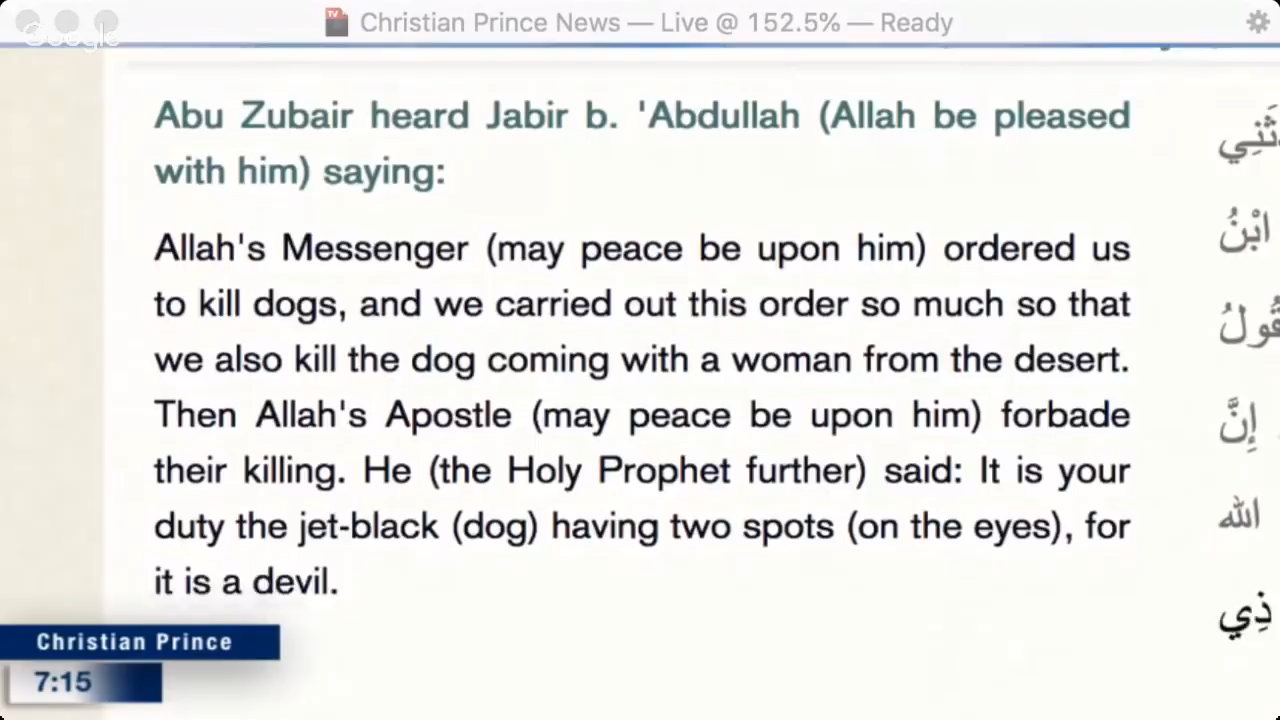 Christian Prince News — Live @ 152.5% — Ready
Google
Abu Zubair heard Jabir b. 'Abdullah (Allah be pleased
with him) saying:
Allah's Messenger (may peace be upon him) ordered us
to kill dogs, and we carried out this order so much so that
we also kill the dog coming with a woman from the desert.
Then Allah's Apostle (may peace be upon him) forbade
their killing. He (the Holy Prophet further) said: It is your
duty the jet-black (dog) having two spots (on the eyes), for
it is a devil.
ابْنُ
إِنَّ
الله
ذِي
Christian Prince
7:15